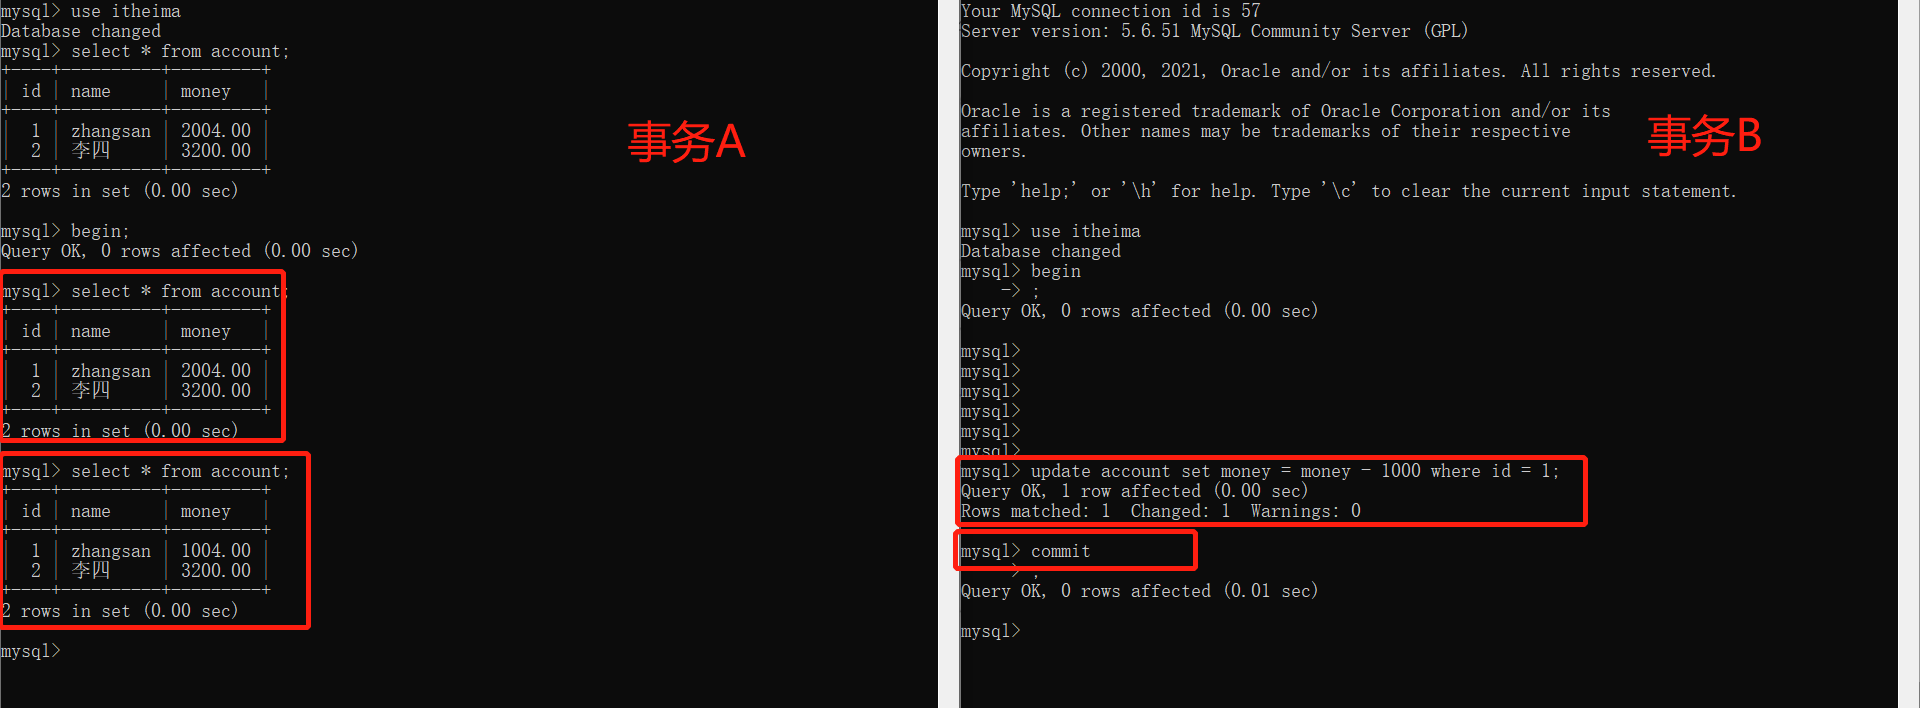 mysql> use itheima
Database changed
mysql> select * from account;
+----+----------+---------+
| id | name     | money   |
+----+----------+---------+
|  1 | zhangsan | 2004.00 |
|  2 | 李四     | 3200.00 |
+----+----------+---------+
2 rows in set (0.00 sec)
mysql> begin;
Query OK, 0 rows affected (0.00 sec)
mysql> select * from account;
+----+----------+---------+
| id | name     | money   |
+----+----------+---------+
|  1 | zhangsan | 2004.00 |
|  2 | 李四     | 3200.00 |
+----+----------+---------+
2 rows in set (0.00 sec)
mysql> select * from account;
+----+----------+---------+
| id | name     | money   |
+----+----------+---------+
|  1 | zhangsan | 1004.00 |
|  2 | 李四     | 3200.00 |
+----+----------+---------+
2 rows in set (0.00 sec)
mysql>
事务A
Your MySQL connection id is 57
Server version: 5.6.51 MySQL Community Server (GPL)
Copyright (c) 2000, 2021, Oracle and/or its affiliates. All rights reserved.
Oracle is a registered trademark of Oracle Corporation and/or its
affiliates. Other names may be trademarks of their respective
owners.
事务B
Type 'help;' or '\h' for help. Type '\c' to clear the current input statement.
mysql> use itheima
Database changed
mysql> begin
    -> ;
Query OK, 0 rows affected (0.00 sec)
mysql>
mysql>
mysql>
mysql>
mysql>
mysql>
mysql> update account set money = money - 1000 where id = 1;
Query OK, 1 row affected (0.00 sec)
Rows matched: 1  Changed: 1  Warnings: 0
mysql> commit
    -> ;
Query OK, 0 rows affected (0.01 sec)
mysql>